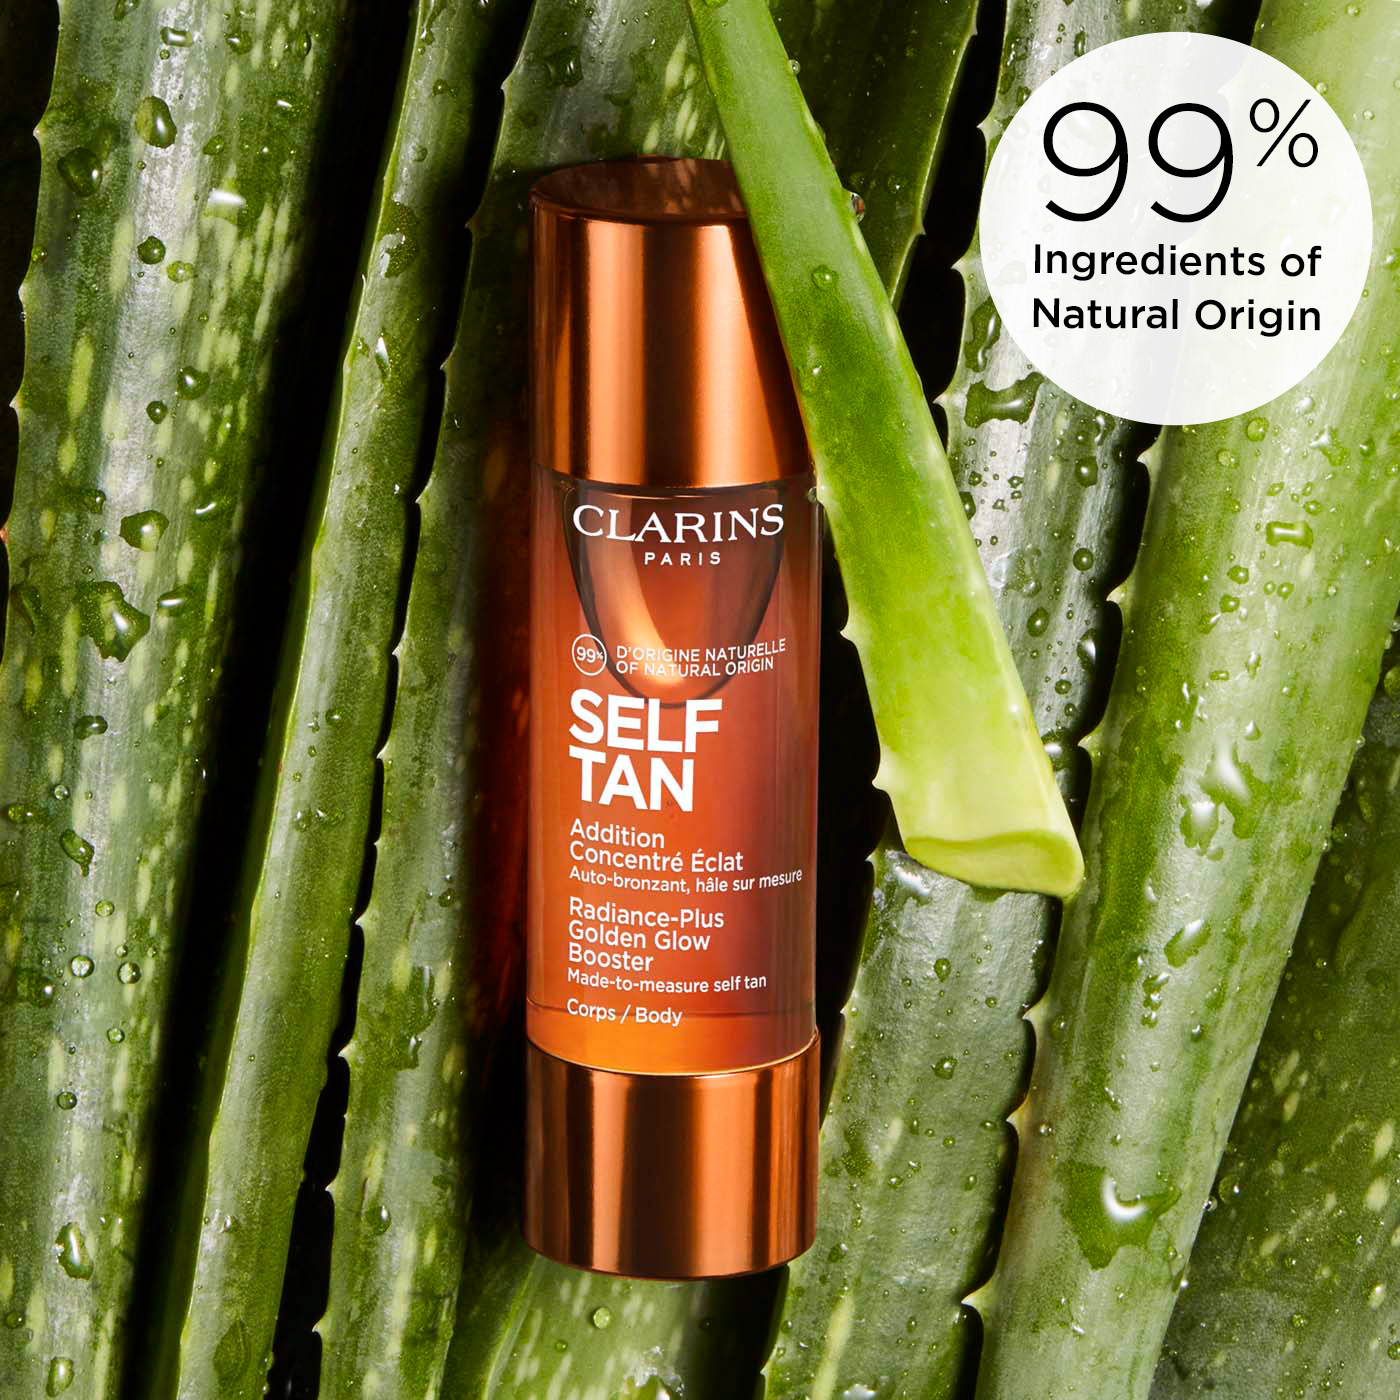 99%
Ingredients of
Natural Origin
CLARINS
PARIS
99% D'ORIGINE NATURELLE
OF NATURAL ORIGIN
SELF
TAN
Addition
Concentré Éclat
Auto-bronzant, hâle sur mesure
Radiance-Plus
Golden Glow
Booster
Made-to-measure self tan
Corps / Body